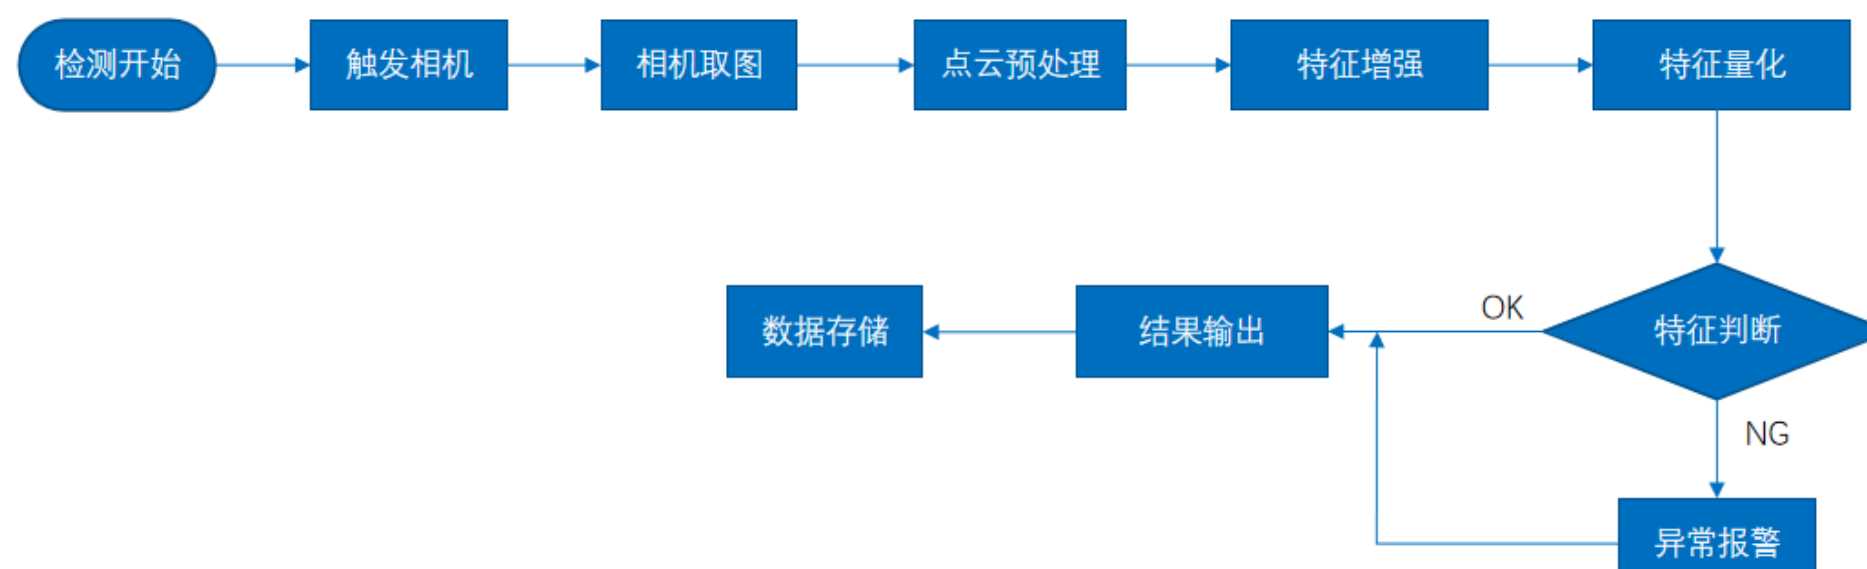 检测开始
触发相机
相机取图
点云预处理
特征增强
特征量化
OK
特征判断
结果输出
数据存储
NG
异常报警